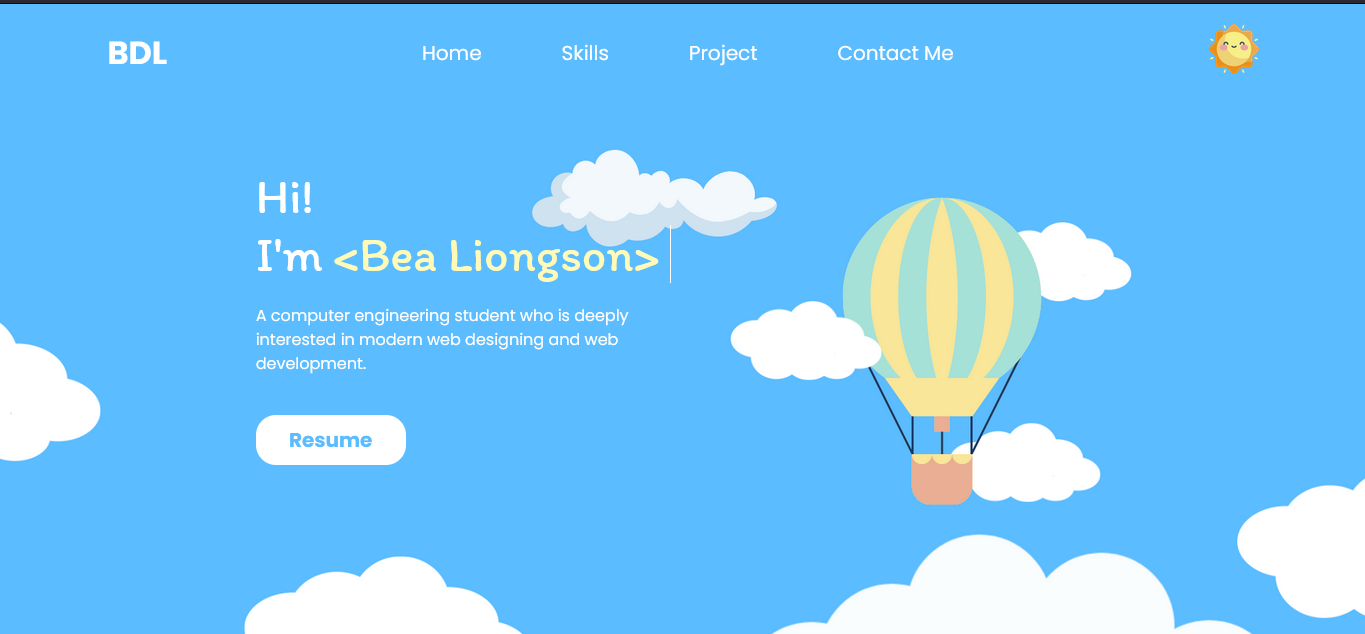 BDL
Home
Skills
Project
Contact Me
Hi!
I'm <Bea Liongson>
A computer engineering student who is deeply
interested in modern web designing and web
development.
Resume